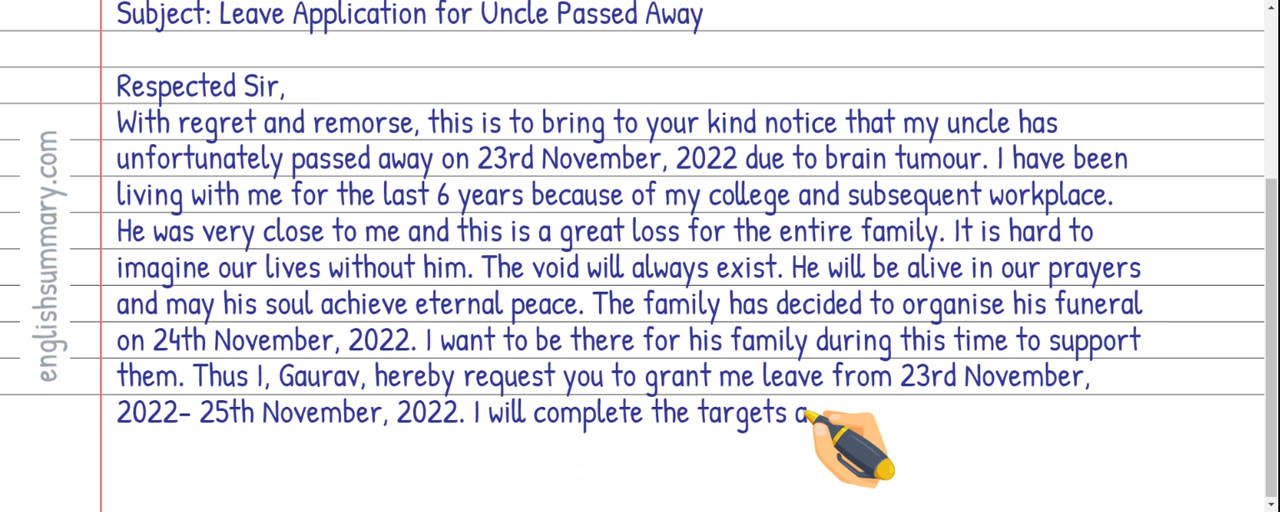 Subject: Leave Application for Uncle Passed Away
Respected Sir,
With regret and remorse, this is to bring to your kind notice that my uncle has
unfortunately passed away on 23rd November, 2022 due to brain tumour. I have been
living with me for the last 6 years because of my college and subsequent workplace.
He was very close to me and this is a great loss for the entire family. It is hard to
imagine our lives without him. The void will always exist. He will be alive in our prayers
and may his soul achieve eternal peace. The family has decided to organise his funeral
on 24th November, 2022. I want to be there for his family during this time to support
them. Thus I, Gaurav, hereby request you to grant me leave from 23rd November,
2022- 25th November, 2022. I will complete the targets a
englishsummary.com